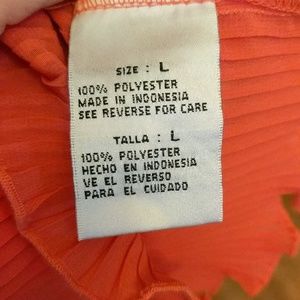 SIZE : L
100% POLYESTER
MADE IN INDONESIA
SEE REVERSE FOR CARE
TALLA : L
100% POLYESTER
HECHO EN INDONESIA
VE EL REVERSO
PARA EL CUIDADO